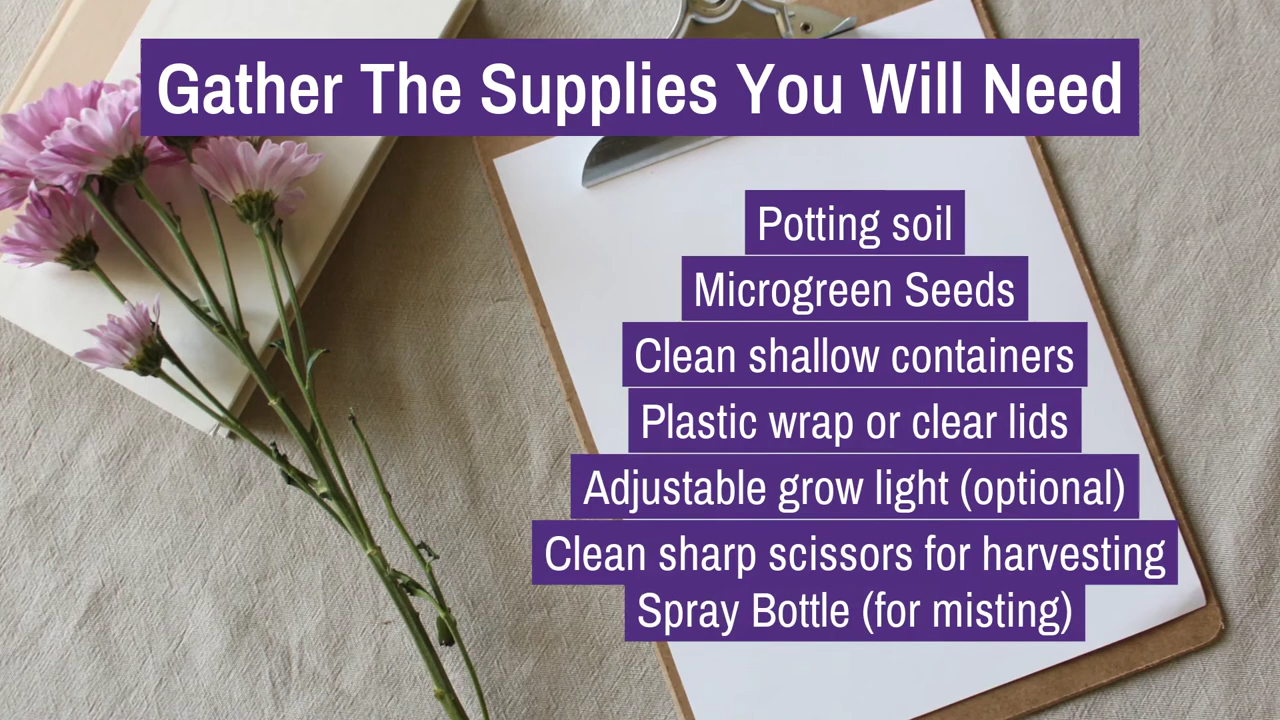 Gather The Supplies You Will Need
Potting soil
Microgreen Seeds
Clean shallow containers
Plastic wrap or clear lids
Adjustable grow light (optional)
Clean sharp scissors for harvesting
Spray Bottle (for misting)